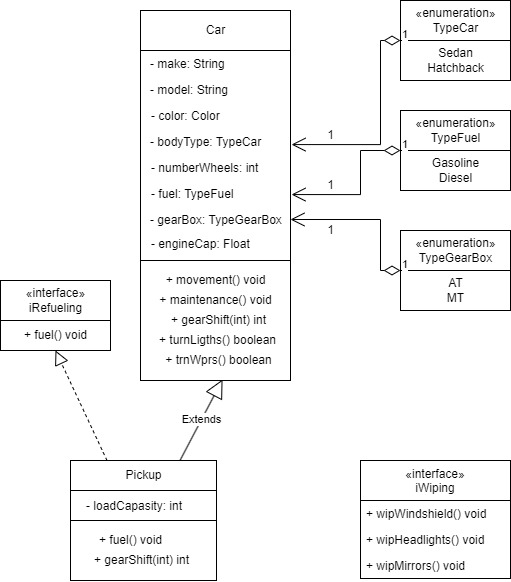 Car
- make: String
- model: String
- color: Color
- bodyType: TypeCar
- numberWheels: int
- fuel: TypeFuel
- gearBox: TypeGearBox
- engineCap: Float
+ movement() void
+ maintenance() void
+ gearShift(int) int
+ turnLigths() boolean
+ trnWprs() boolean
«enumeration»
TypeCar
Sedan
Hatchback
1
1
«enumeration»
TypeFuel
Gasoline
Diesel
1
1
«enumeration»
TypeGearBox
AT
MT
1
1
«interface»
iRefueling
+ fuel() void
Extends
Pickup
- loadCapasity: int
+ fuel() void
+ gearShift(int) int
«interface»
iWiping
+ wipWindshield() void
+ wipHeadlights() void
+ wipMirrors() void